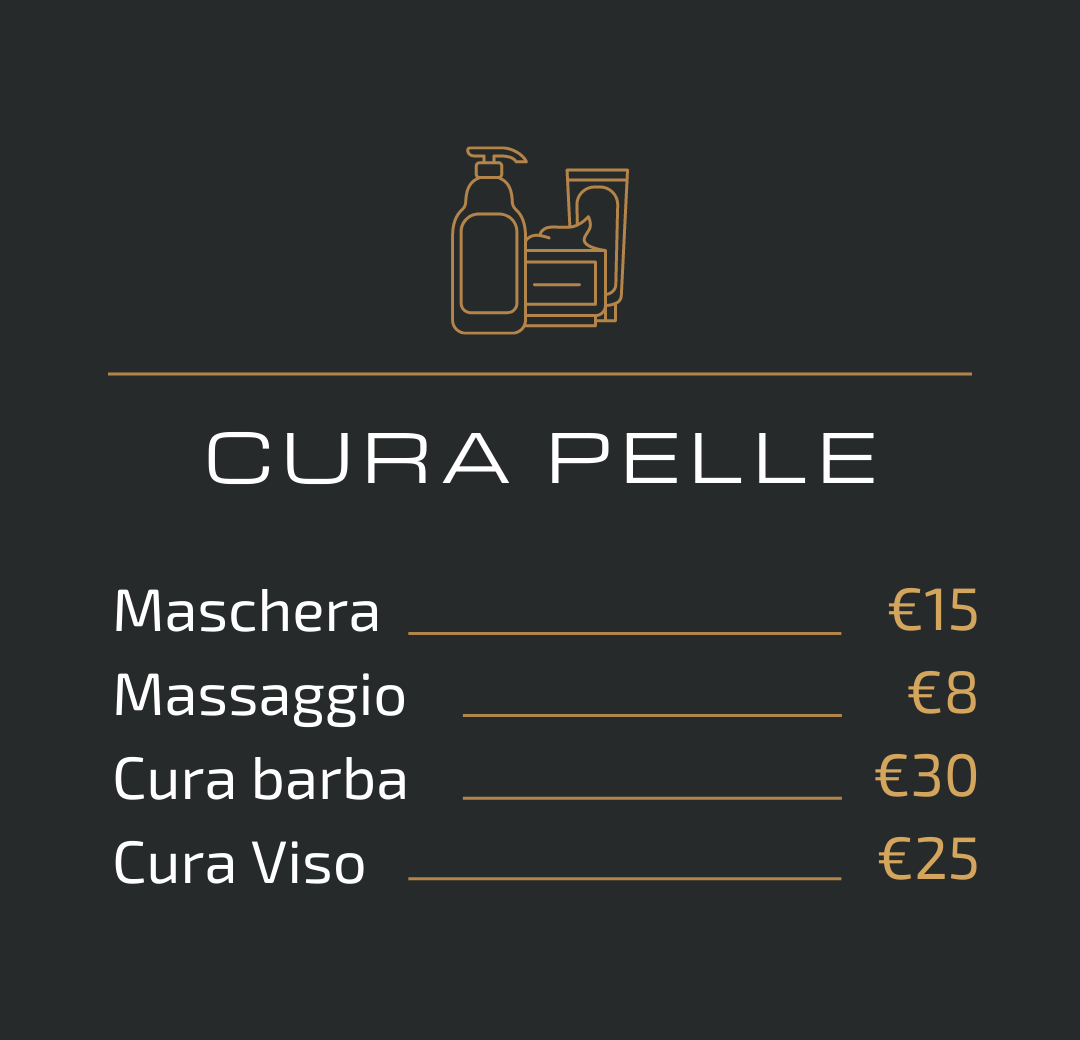 CURA PELLE
Maschera €15
Massaggio €8
Cura barba €30
Cura Viso €25